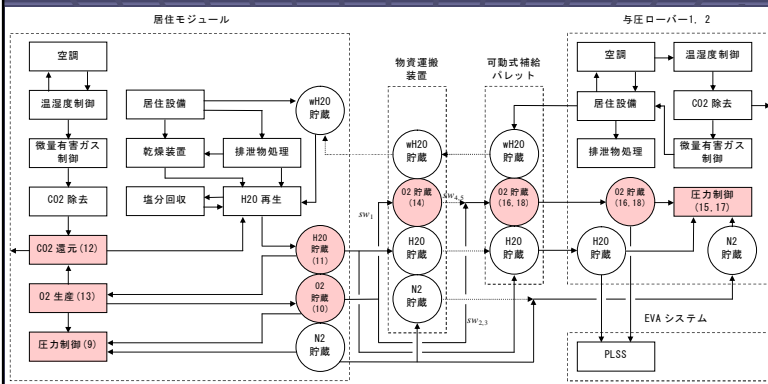 居住モジュール
空調
温湿度制御
微量有害ガス
制御
CO2 除去
CO2 還元(12)
O2 生産(13)
圧力制御(9)
居住設備
乾燥装置
排泄物処理
塩分回収
H2O 再生
wH2O
貯蔵
H2O
貯蔵
(11)
O2
貯蔵
(10)
N2
貯蔵
物資運搬
装置
wH2O
貯蔵
O2 貯蔵
(14)
H2O
貯蔵
N2
貯蔵
sw1
sw4,5
sw2,3
可動式補給
パレット
wH2O
貯蔵
O2 貯蔵
(16, 18)
H2O
貯蔵
与圧ローバー1, 2
空調
温湿度制御
居住設備
CO2 除去
排泄物処理
微量有害ガス
制御
O2 貯蔵
(16, 18)
圧力制御
(15, 17)
H2O
貯蔵
N2
貯蔵
EVA システム
PLSS